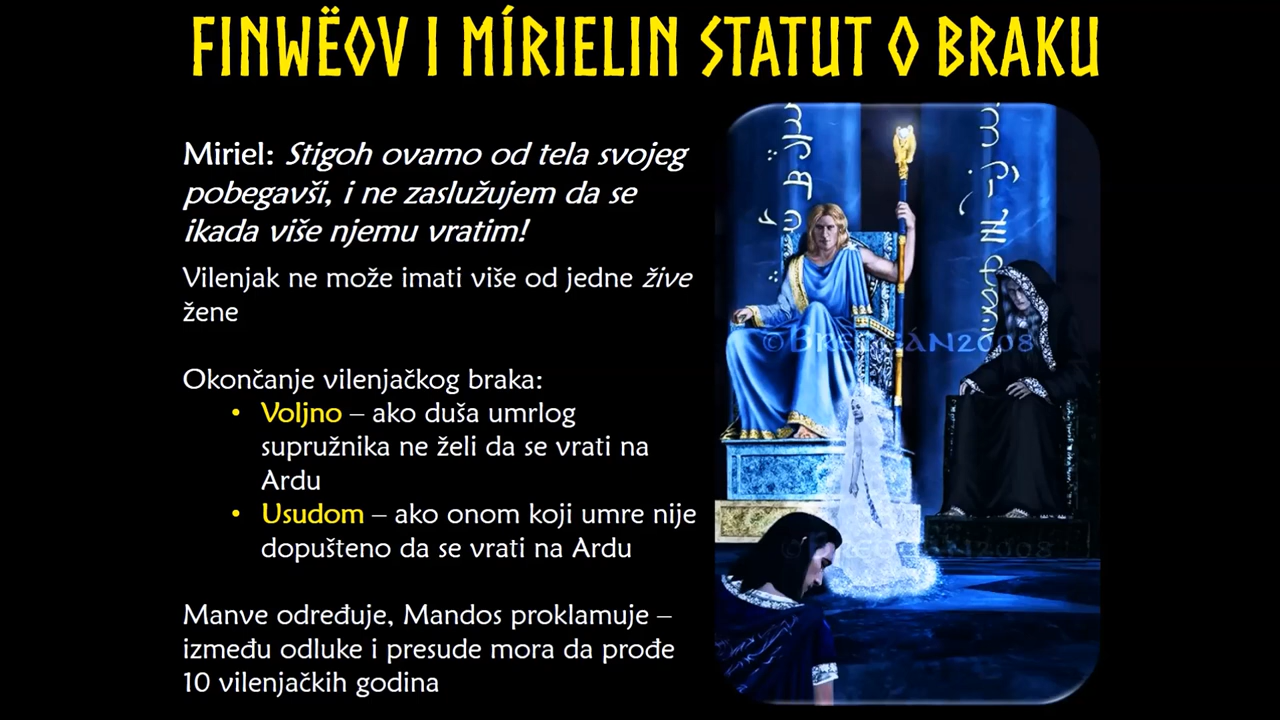 FINWËOV I MÍRIELIN STATUT O BRAKU
Miriel: Stigoh ovamo od tela svojeg
pobegavši, i ne zaslužujem da se
ikada više njemu vratim!
Vilenjak ne može imati više od jedne žive
žene
Okončanje vilenjačkog braka:
• Voljno – ako duša umrlog
supružnika ne želi da se vrati na
Ardu
• Usudom – ako onom koji umre nije
dopušteno da se vrati na Ardu
Manve određuje, Mandos proklamuje –
između odluke i presude mora da prođe
10 vilenjačkih godina